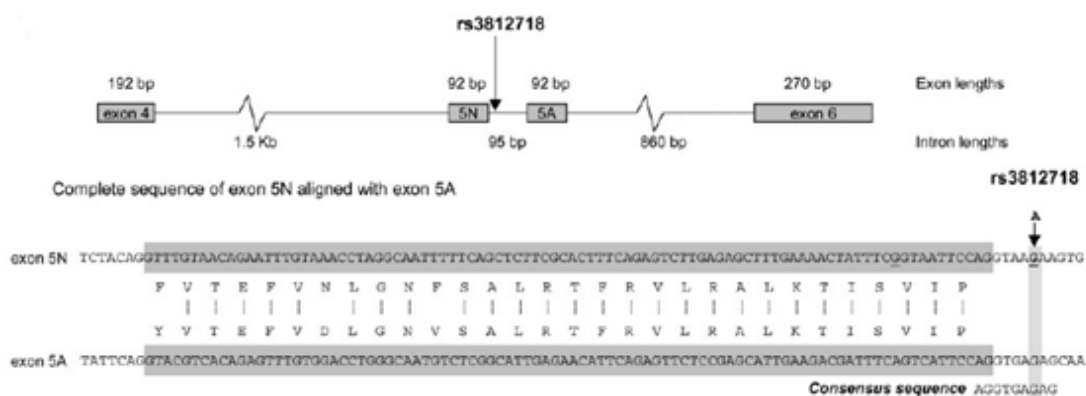 rs3812718
192 bp 92 bp 92 bp 270 bp Exon lengths
exon 4 5N 5A exon 6
1.5 Kb 95 bp 860 bp Intron lengths
Complete sequence of exon 5N aligned with exon 5A
rs3812718
A
exon 5N TCTACAGGTTTGTAACAGAATTTGTAAACCTAGGCAATTTTTCAGCTCTTCGCACTTTCAGAGTCTTGAGAGCTTTGAAAACTATTTCGGTAATTCCAGGTAAGAAGTG
F V T E F V N L G N F S A L R T F R V L R A L K T I S V I P
Y V T E F V D L G N V S A L R T F R V L R A L K T I S V I P
exon 5A TATTCAGGTACGTCACAGAGTTTGTGGACCTGGGCAATGTCTCGGCATTGAGAACATTCAGAGTTCTCCGAGCATTGAAGACGATTTCAGTCATTCCAGGTGAGAGCAA
Consensus sequence AGGTGAGAG